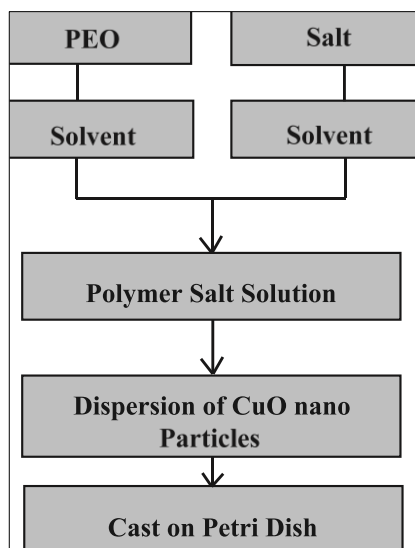 PEO
Salt
Solvent
Solvent
Polymer Salt Solution
Dispersion of CuO nano
Particles
Cast on Petri Dish